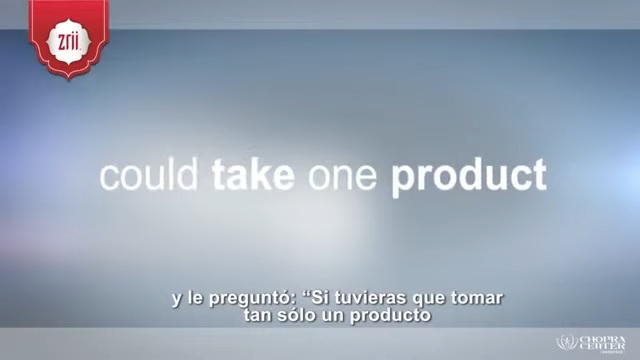 zrii
could take one product
y le preguntó: “Si tuvieras que tomar
tan sólo un producto
CHOPRA
CENTER